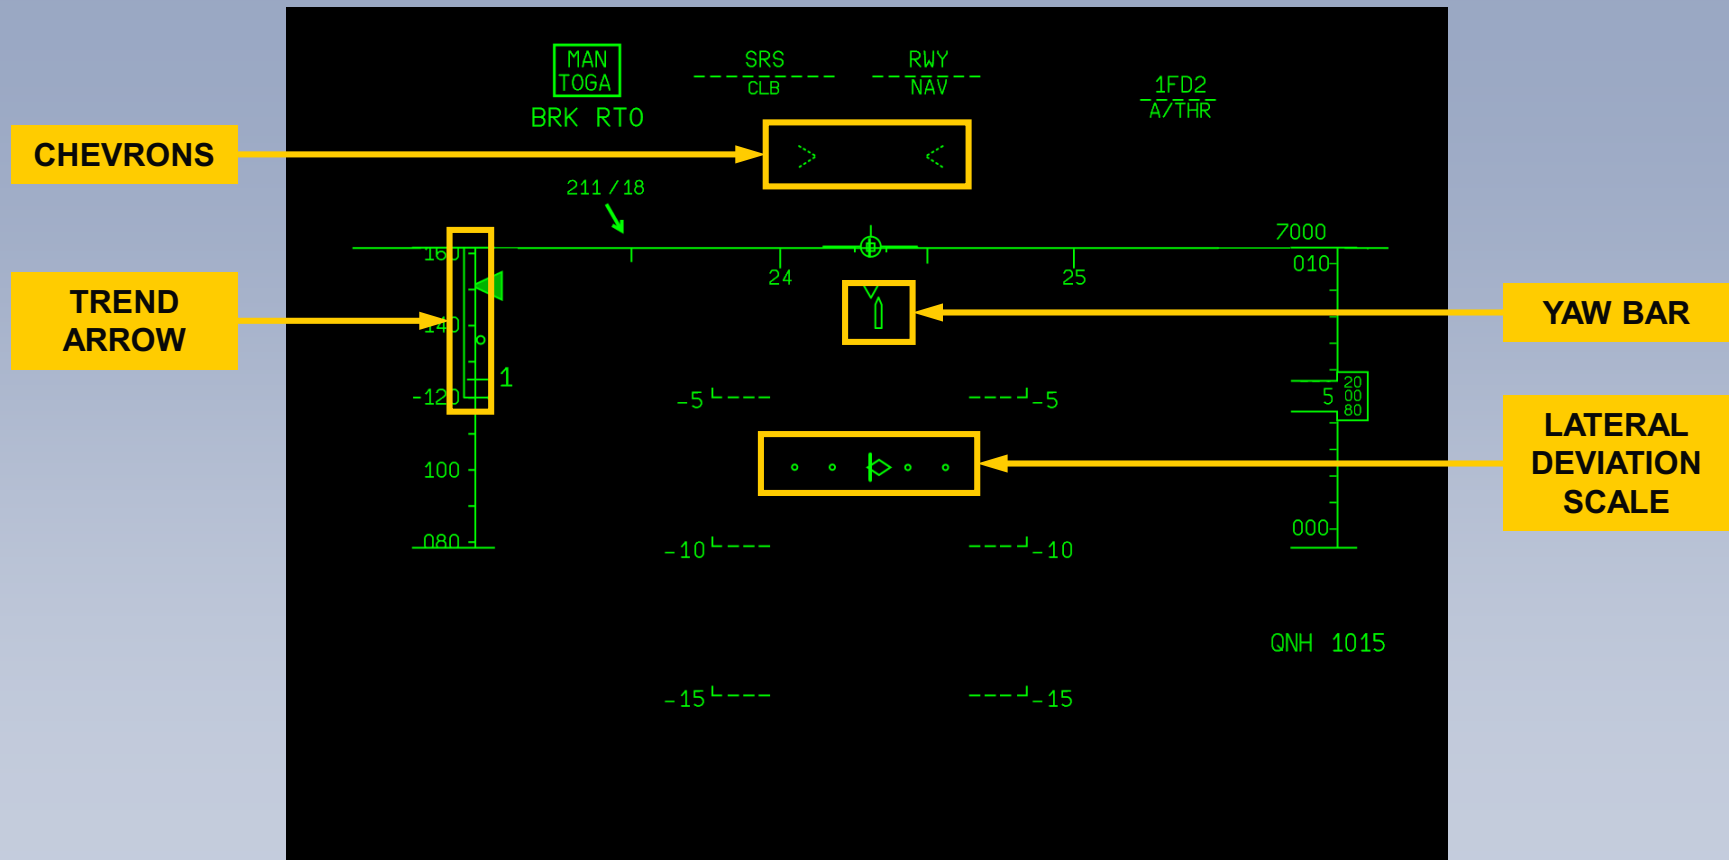 MAN
TOGA
SRS
CLB
RWY
NAV
1FD2
A/THR
BRK RTO
CHEVRONS
211/18
7000
160
010
24
25
TREND
ARROW
140
YAW BAR
1
-120
-5
-5
5
20
00
80
LATERAL
DEVIATION
SCALE
100
080
000
-10
-10
QNH 1015
-15
-15